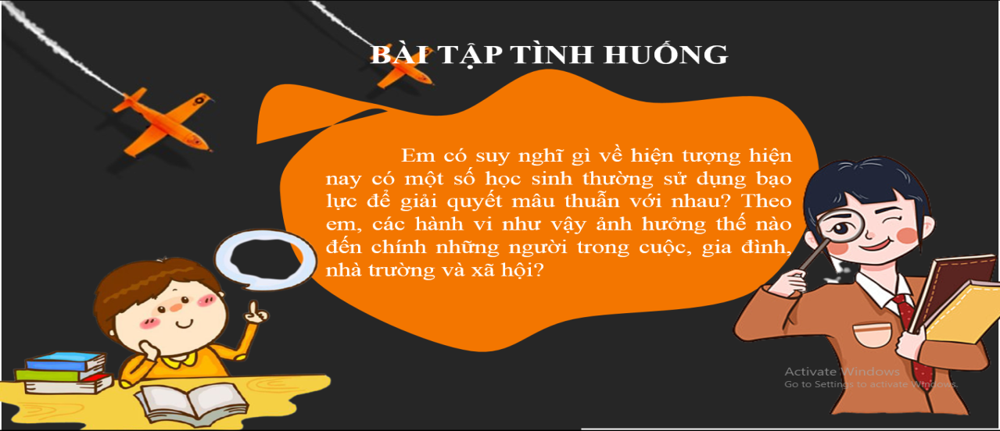 BÀI TẬP TÌNH HUỐNG
Em có suy nghĩ gì về hiện tượng hiện
nay có một số học sinh thường sử dụng bạo
lực để giải quyết mâu thuẫn với nhau? Theo
em, các hành vi như vậy ảnh hưởng thế nào
đến chính những người trong cuộc, gia đình,
nhà trường và xã hội?
Activate Windows
Go to Settings to activate Windows.